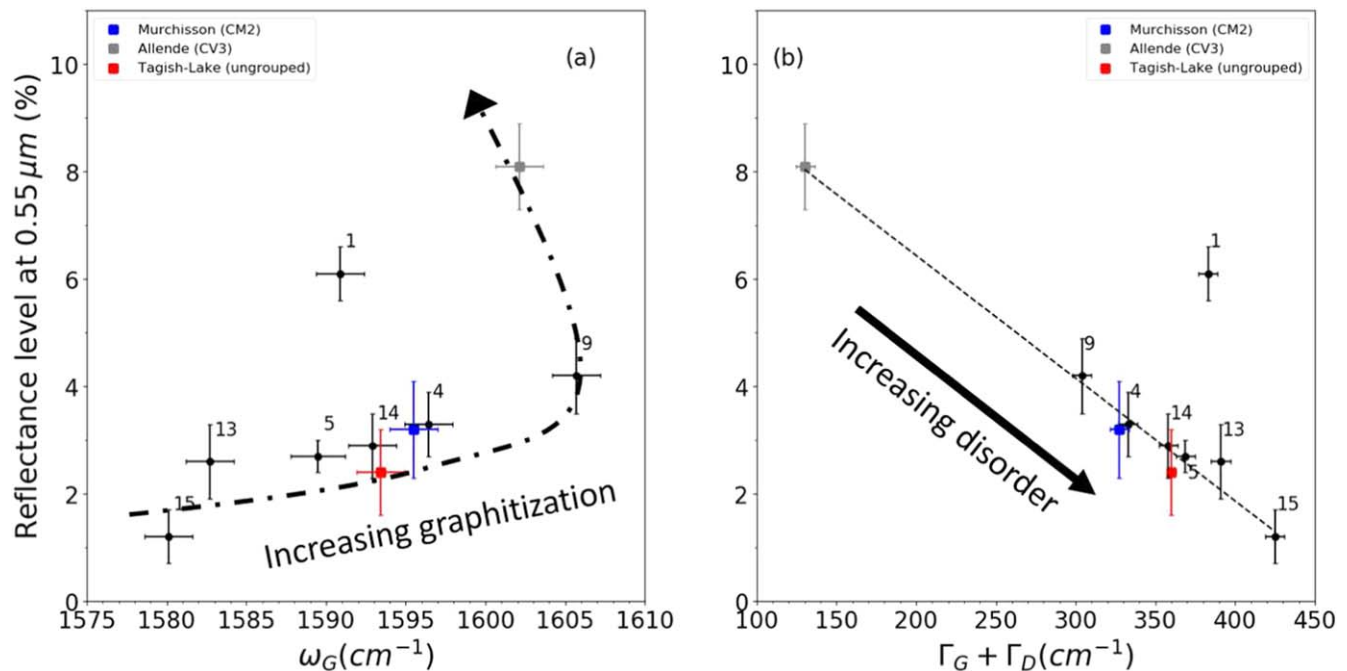 Murchisson (CM2)
Allende (CV3)
Tagish-Lake (ungrouped)
(a)
Reflectance level at 0.55 μm (%)
10
8
6
4
2
0
1
9
4
14
5
13
15
Increasing graphitization
1575 1580 1585 1590 1595 1600 1605 1610
ω_G(cm⁻¹)
(b)
Murchisson (CM2)
Allende (CV3)
Tagish-Lake (ungrouped)
10
8
6
4
2
0
1
9
4
14
13
5
15
Increasing disorder
100 150 200 250 300 350 400 450
Γ_G + Γ_D(cm⁻¹)